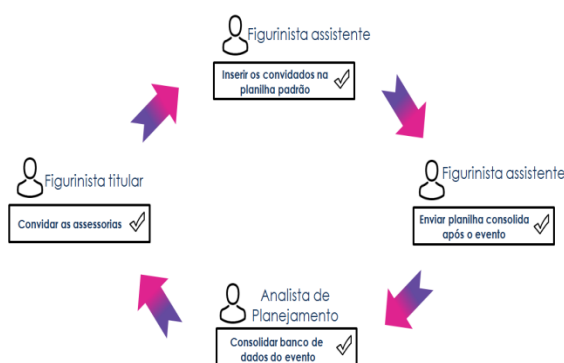 Figurinista assistente
Inserir os convidados na
planilha padrão
Figurinista titular
Convidar as assessorias
Figurinista assistente
Enviar planilha consolida
após o evento
Analista de
Planejamento
Consolidar banco de
dados do evento